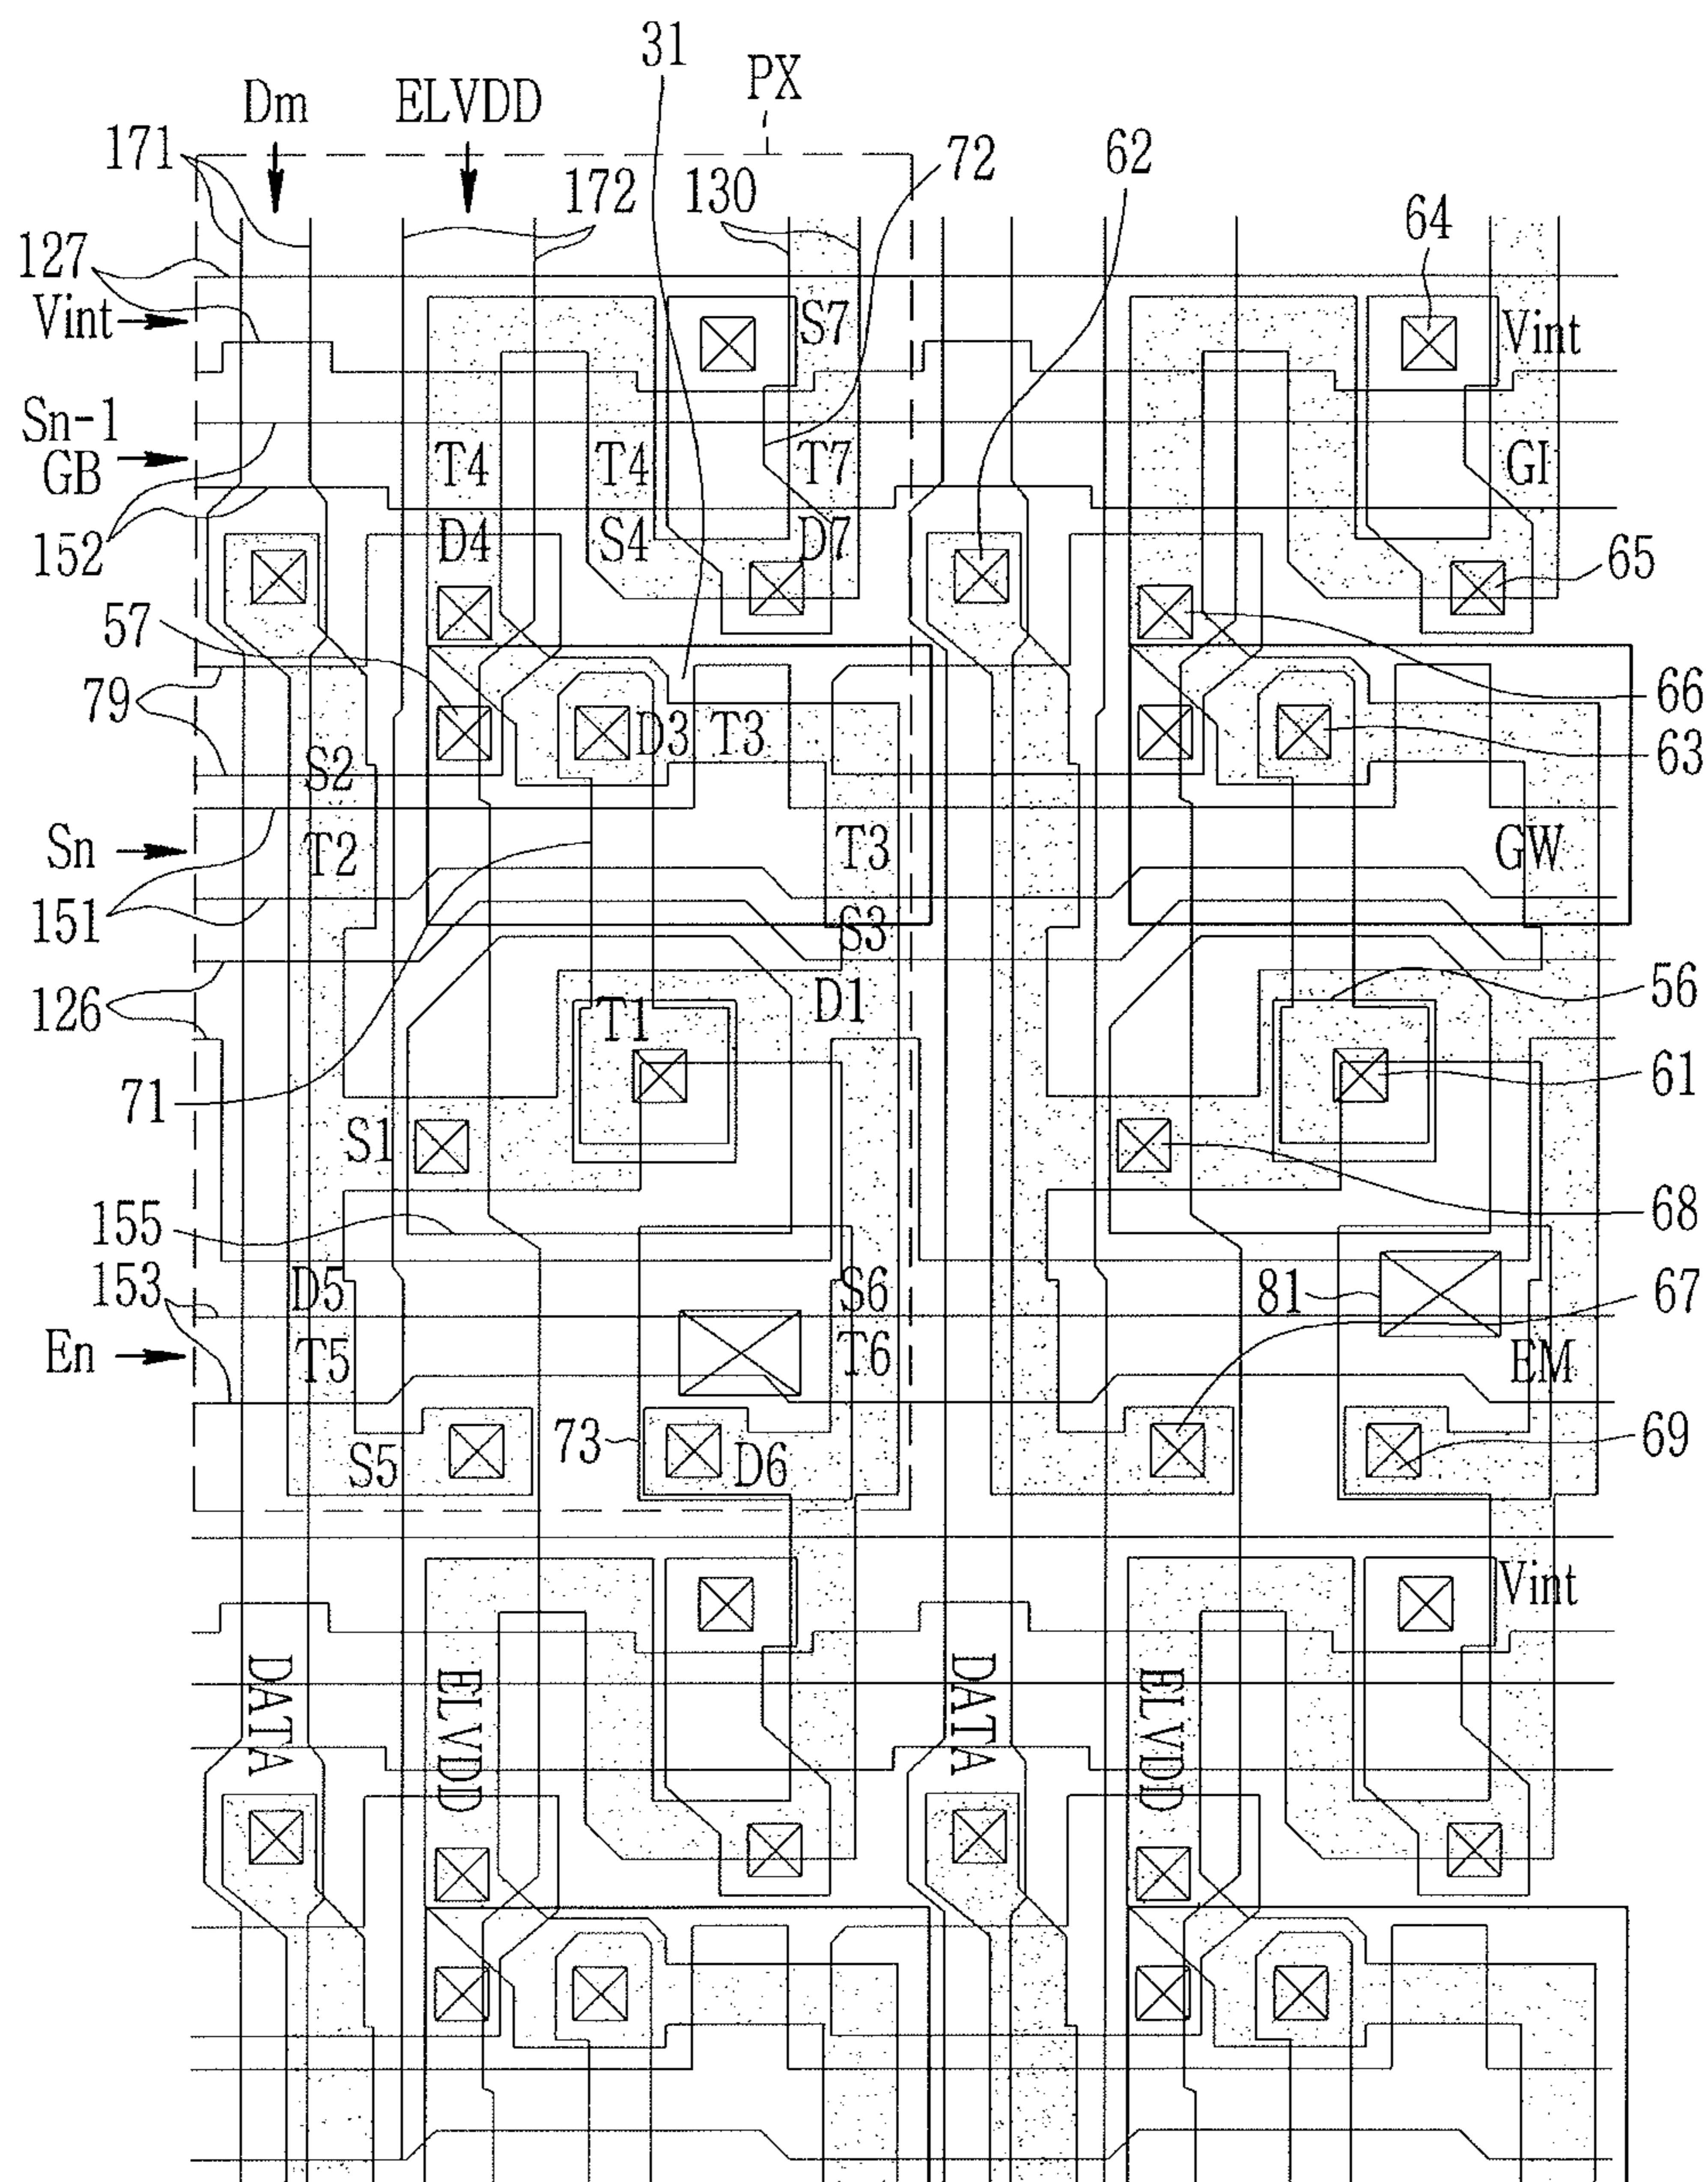 31
PX
Dm
ELVDD
171
172
130
72
62
64
127
Vint
S7
Vint
Sn-1
GB
T4
T4
T7
GI
152
D4
S4
D7
65
57
66
79
D3
T3
63
S2
Sn
T2
T3
GW
151
S3
126
D1
56
T1
71
61
S1
68
155
153
D5
S6
81
67
En
T5
T6
EM
73
S5
D6
69
Vint
DATA
ELVDD
DATA
ELVDD